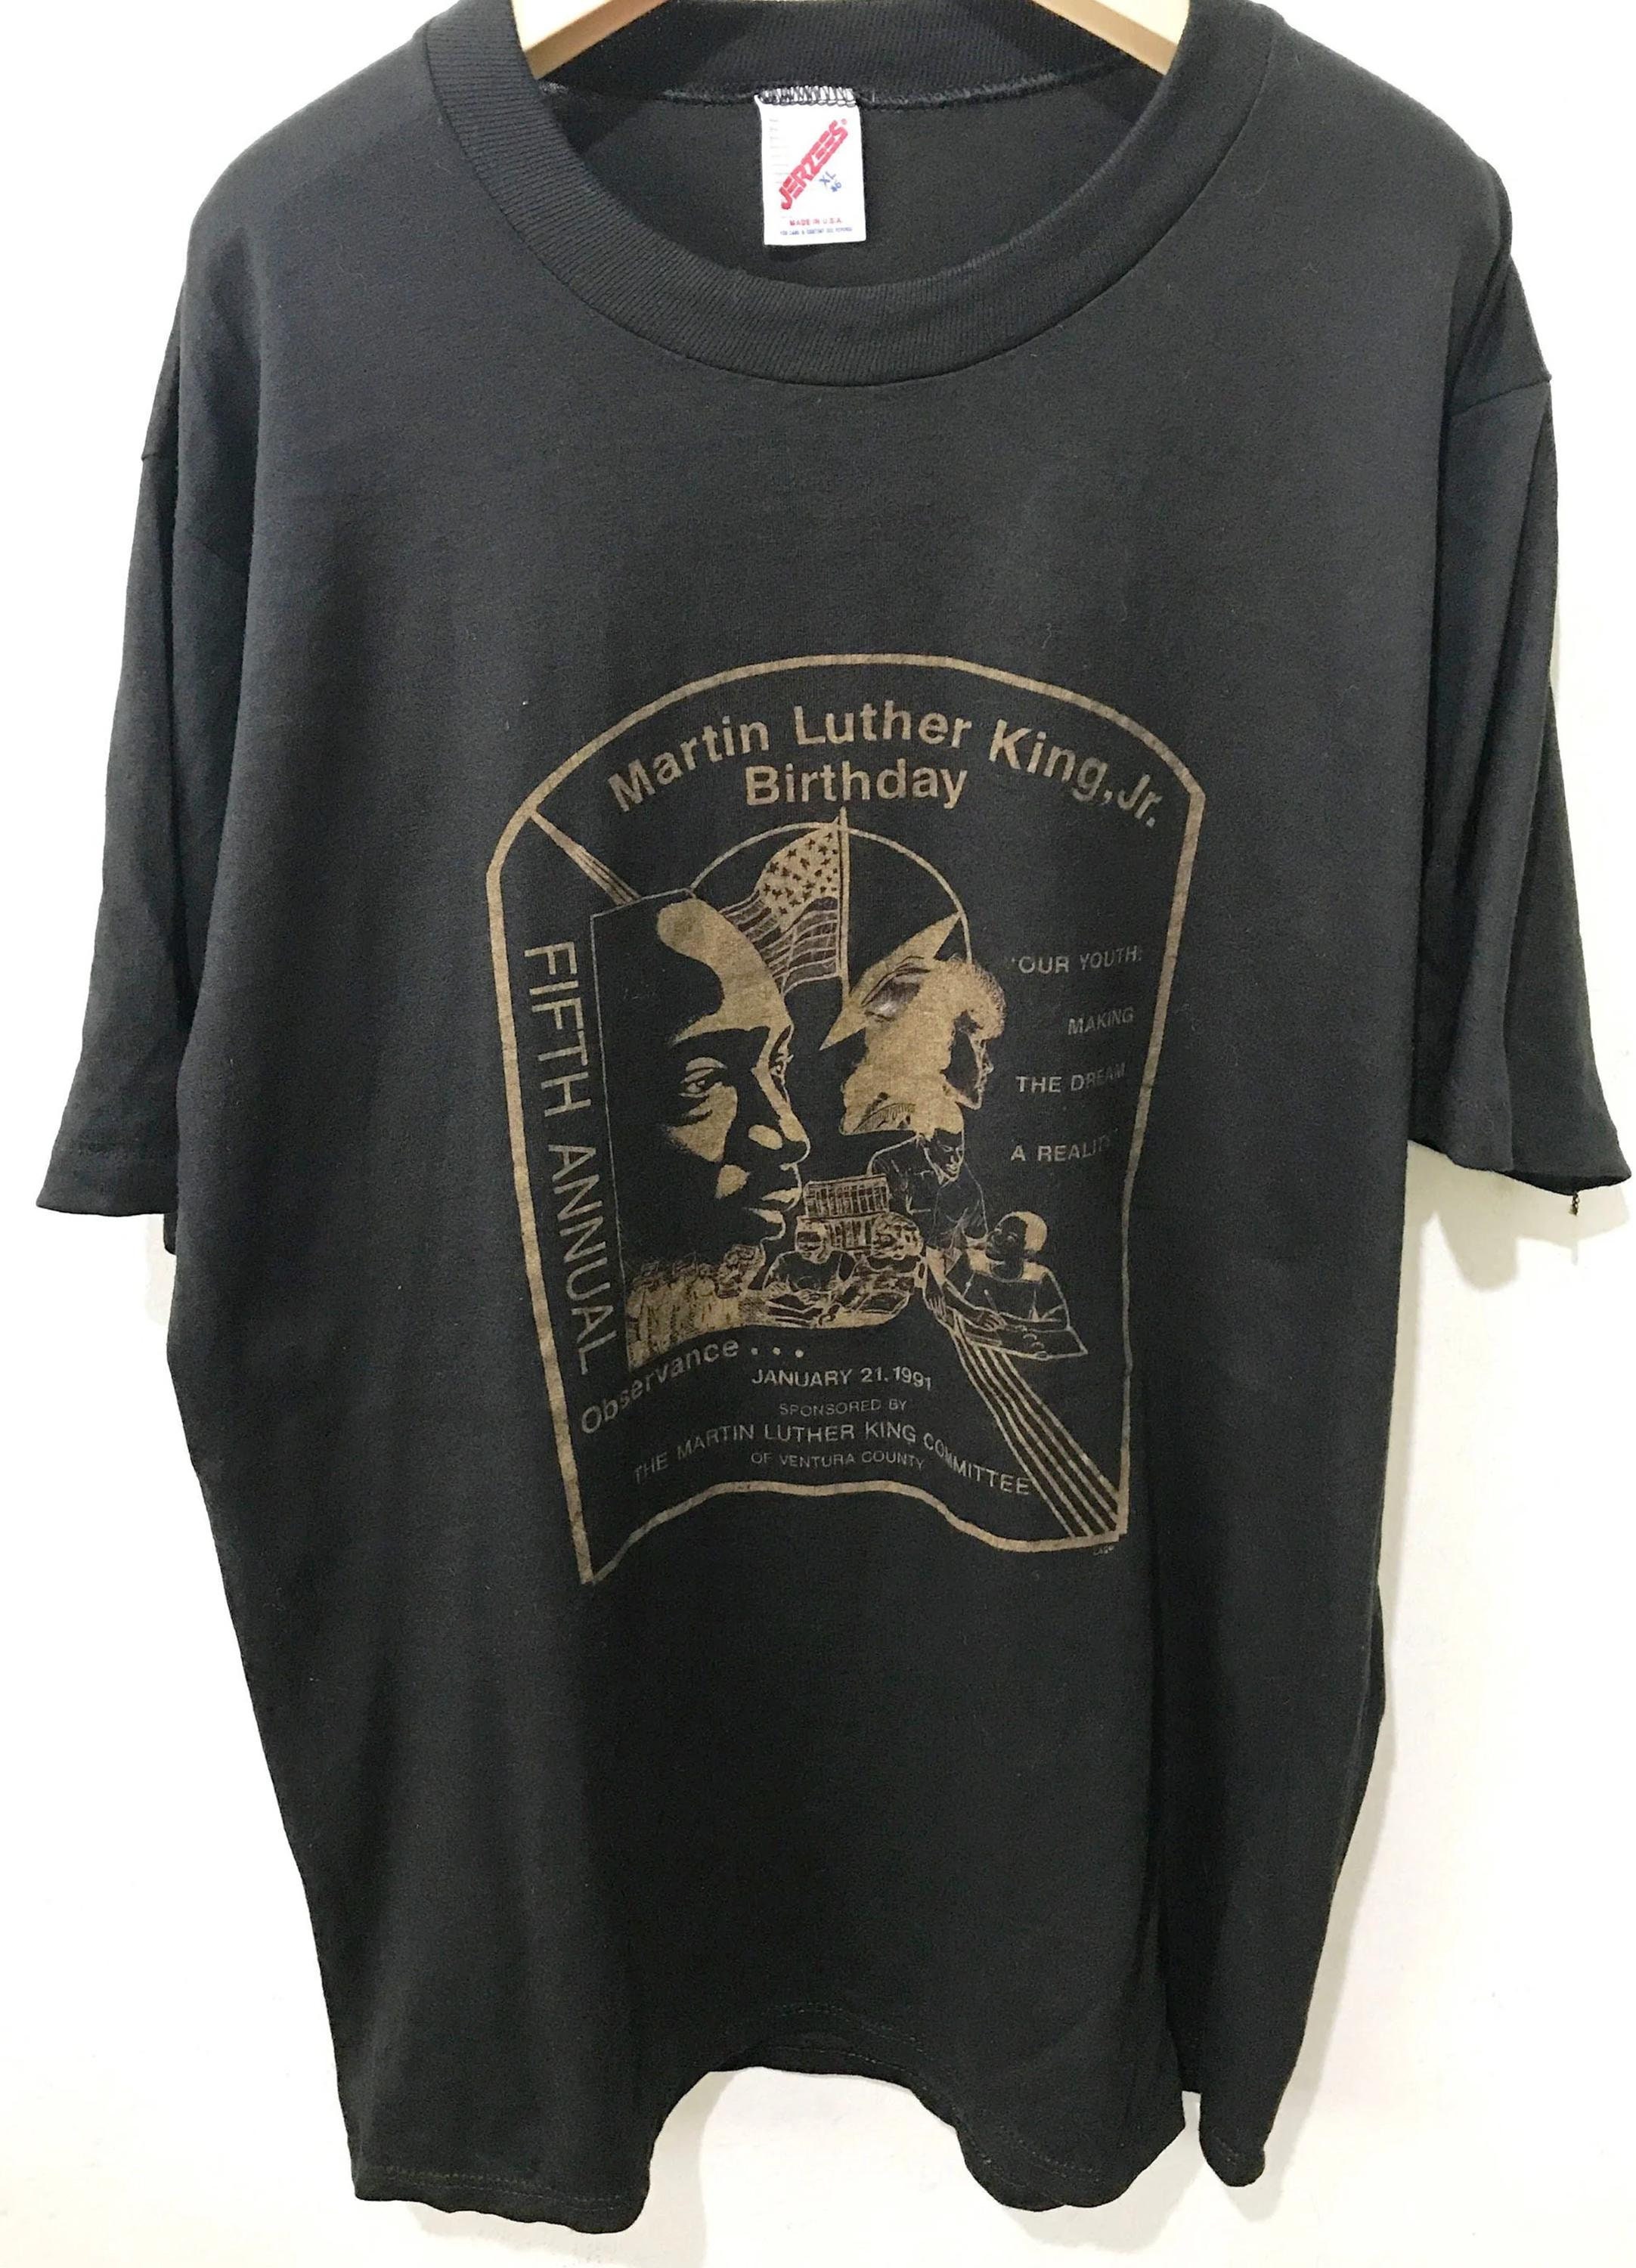 JERZEES®
XL
MADE IN U.S.A.
Martin Luther King, Jr.
Birthday
FIFTH ANNUAL
"OUR YOUTH:
MAKING
THE DREAM
A REALITY"
Observance . . .
JANUARY 21, 1991
SPONSORED BY
THE MARTIN LUTHER KING COMMITTEE
OF VENTURA COUNTY